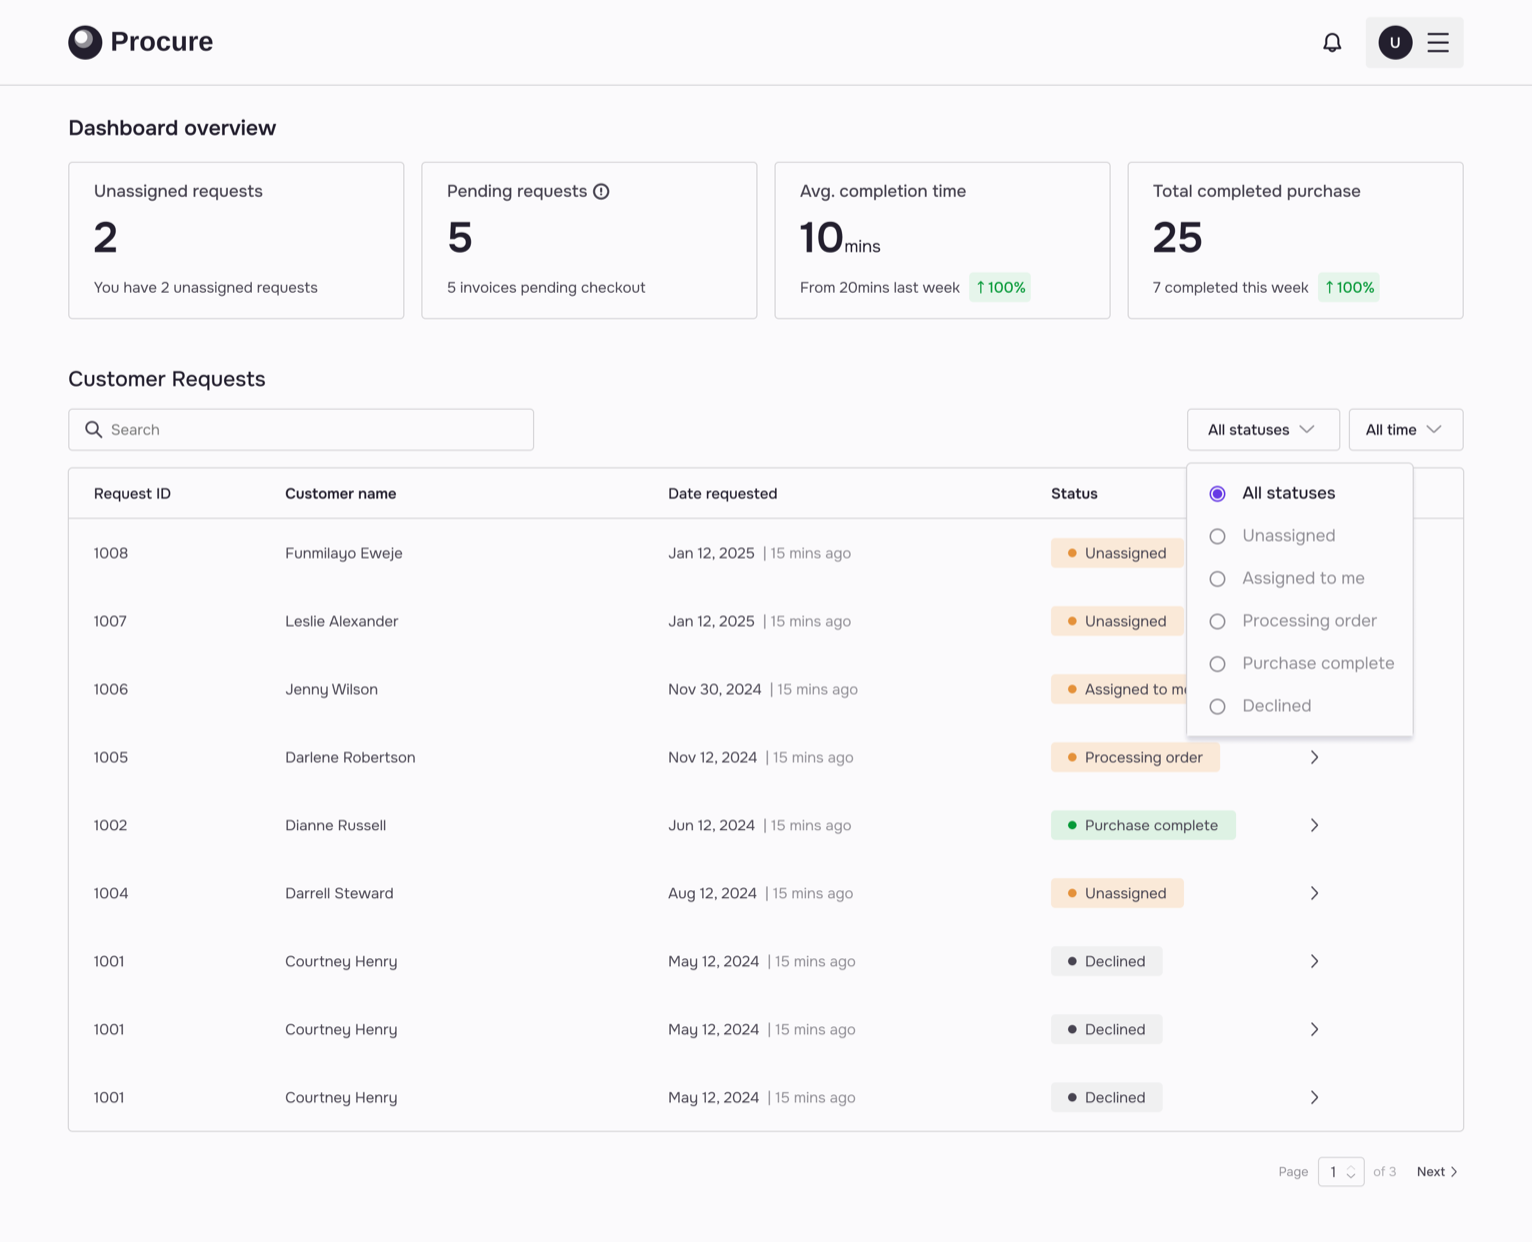 Procure
U
Dashboard overview
Unassigned requests
2
You have 2 unassigned requests
Pending requests
5
5 invoices pending checkout
Avg. completion time
10mins
From 20mins last week ↑100%
Total completed purchase
25
7 completed this week ↑100%
Customer Requests
Search
All statuses
All time
Request ID Customer name Date requested Status
1008 Funmilayo Eweje Jan 12, 2025 | 15 mins ago Unassigned
1007 Leslie Alexander Jan 12, 2025 | 15 mins ago Unassigned
1006 Jenny Wilson Nov 30, 2024 | 15 mins ago Assigned to me
1005 Darlene Robertson Nov 12, 2024 | 15 mins ago Processing order
1002 Dianne Russell Jun 12, 2024 | 15 mins ago Purchase complete
1004 Darrell Steward Aug 12, 2024 | 15 mins ago Unassigned
1001 Courtney Henry May 12, 2024 | 15 mins ago Declined
1001 Courtney Henry May 12, 2024 | 15 mins ago Declined
1001 Courtney Henry May 12, 2024 | 15 mins ago Declined
All statuses
Unassigned
Assigned to me
Processing order
Purchase complete
Declined
Page 1 of 3 Next